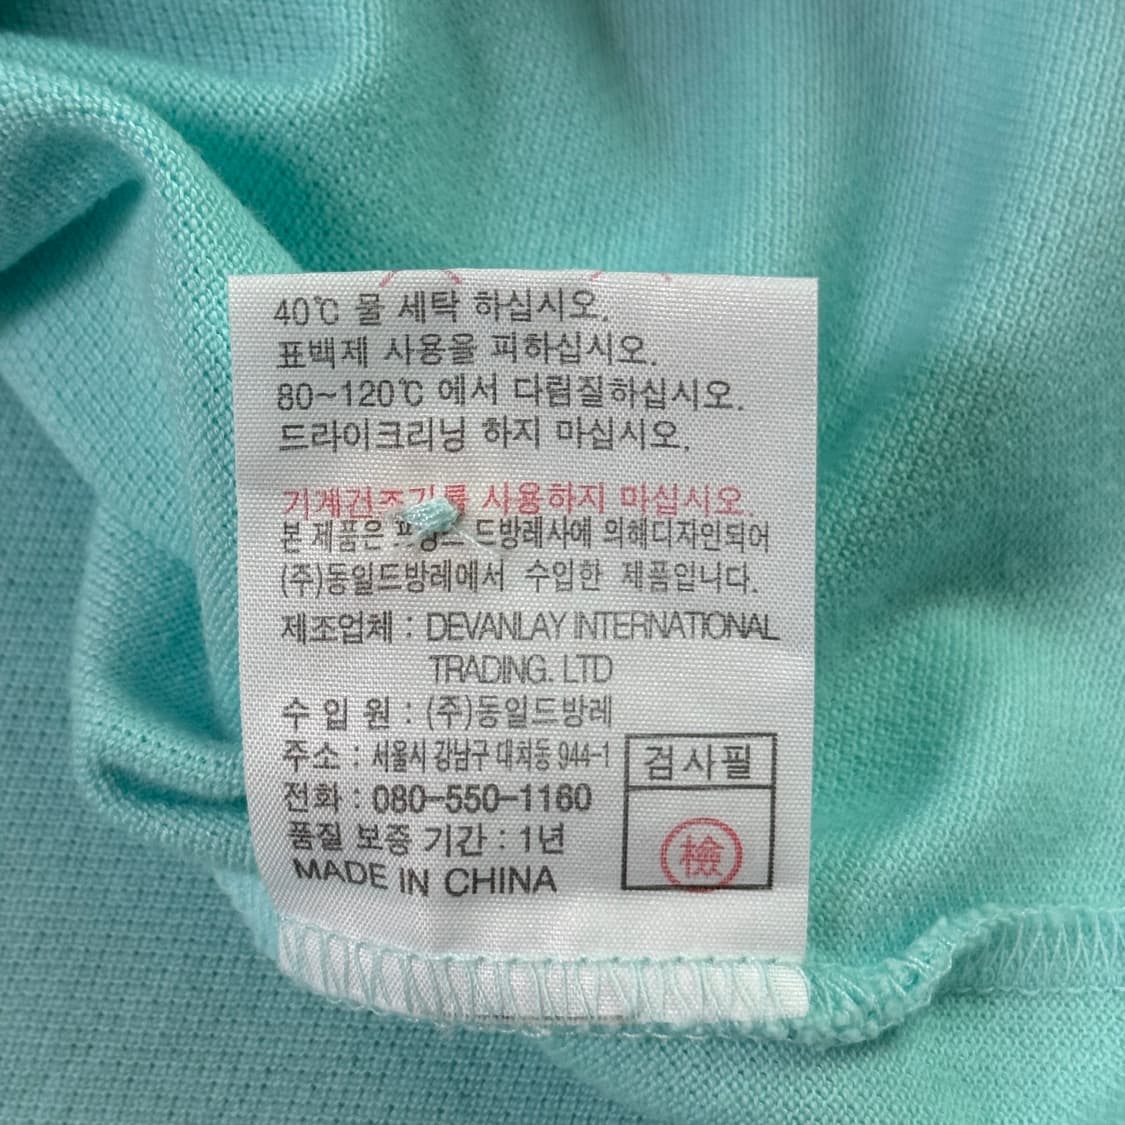 40℃ 물 세탁 하십시오.
표백제 사용을 피하십시오.
80~120℃ 에서 다림질하십시오.
드라이크리닝 하지 마십시오.
기계건조기를 사용하지 마십시오.
본 제품은 드방레사에 의해디자인되어
(주)동일드방레에서 수입한 제품입니다.
제조업체 : DEVANLAY INTERNATIONAL
TRADING. LTD
수 입 원 : (주)동일드방레
주소 : 서울시 강남구 대치동 944-1
전화 : 080-550-1160
품질 보증 기간 : 1년
MADE IN CHINA
검사필
檢